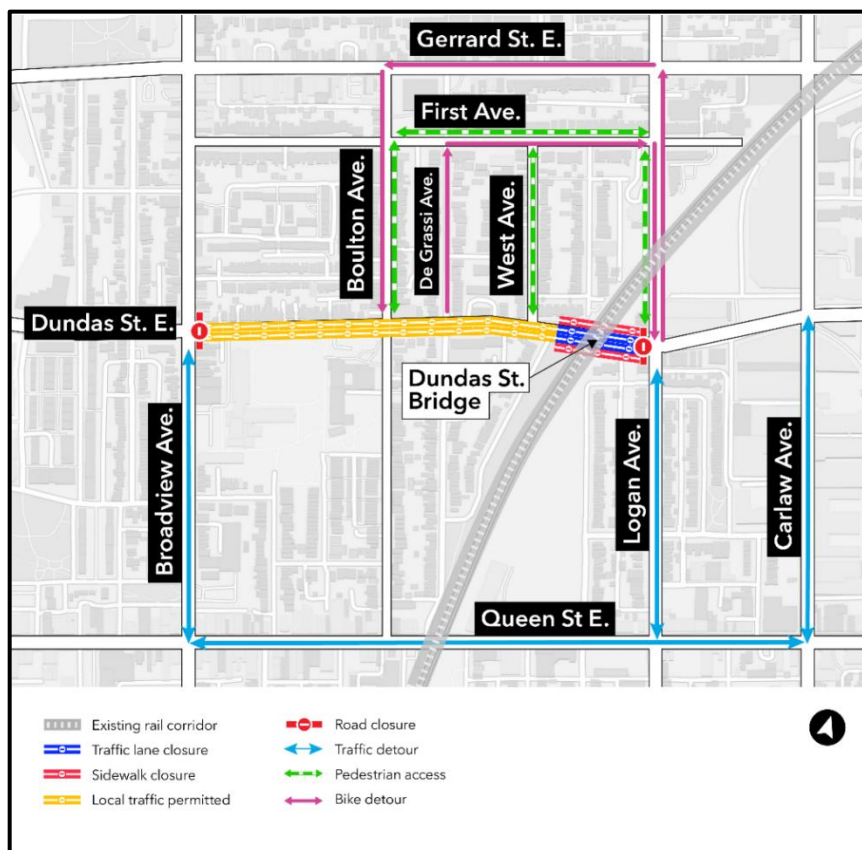 Gerrard St. E.
First Ave.
Boulton Ave.
De Grassi Ave.
West Ave.
Dundas St. E.
Dundas St.
Bridge
Broadview Ave.
Logan Ave.
Carlaw Ave.
Queen St E.
Existing rail corridor
Traffic lane closure
Sidewalk closure
Local traffic permitted
Road closure
Traffic detour
Pedestrian access
Bike detour